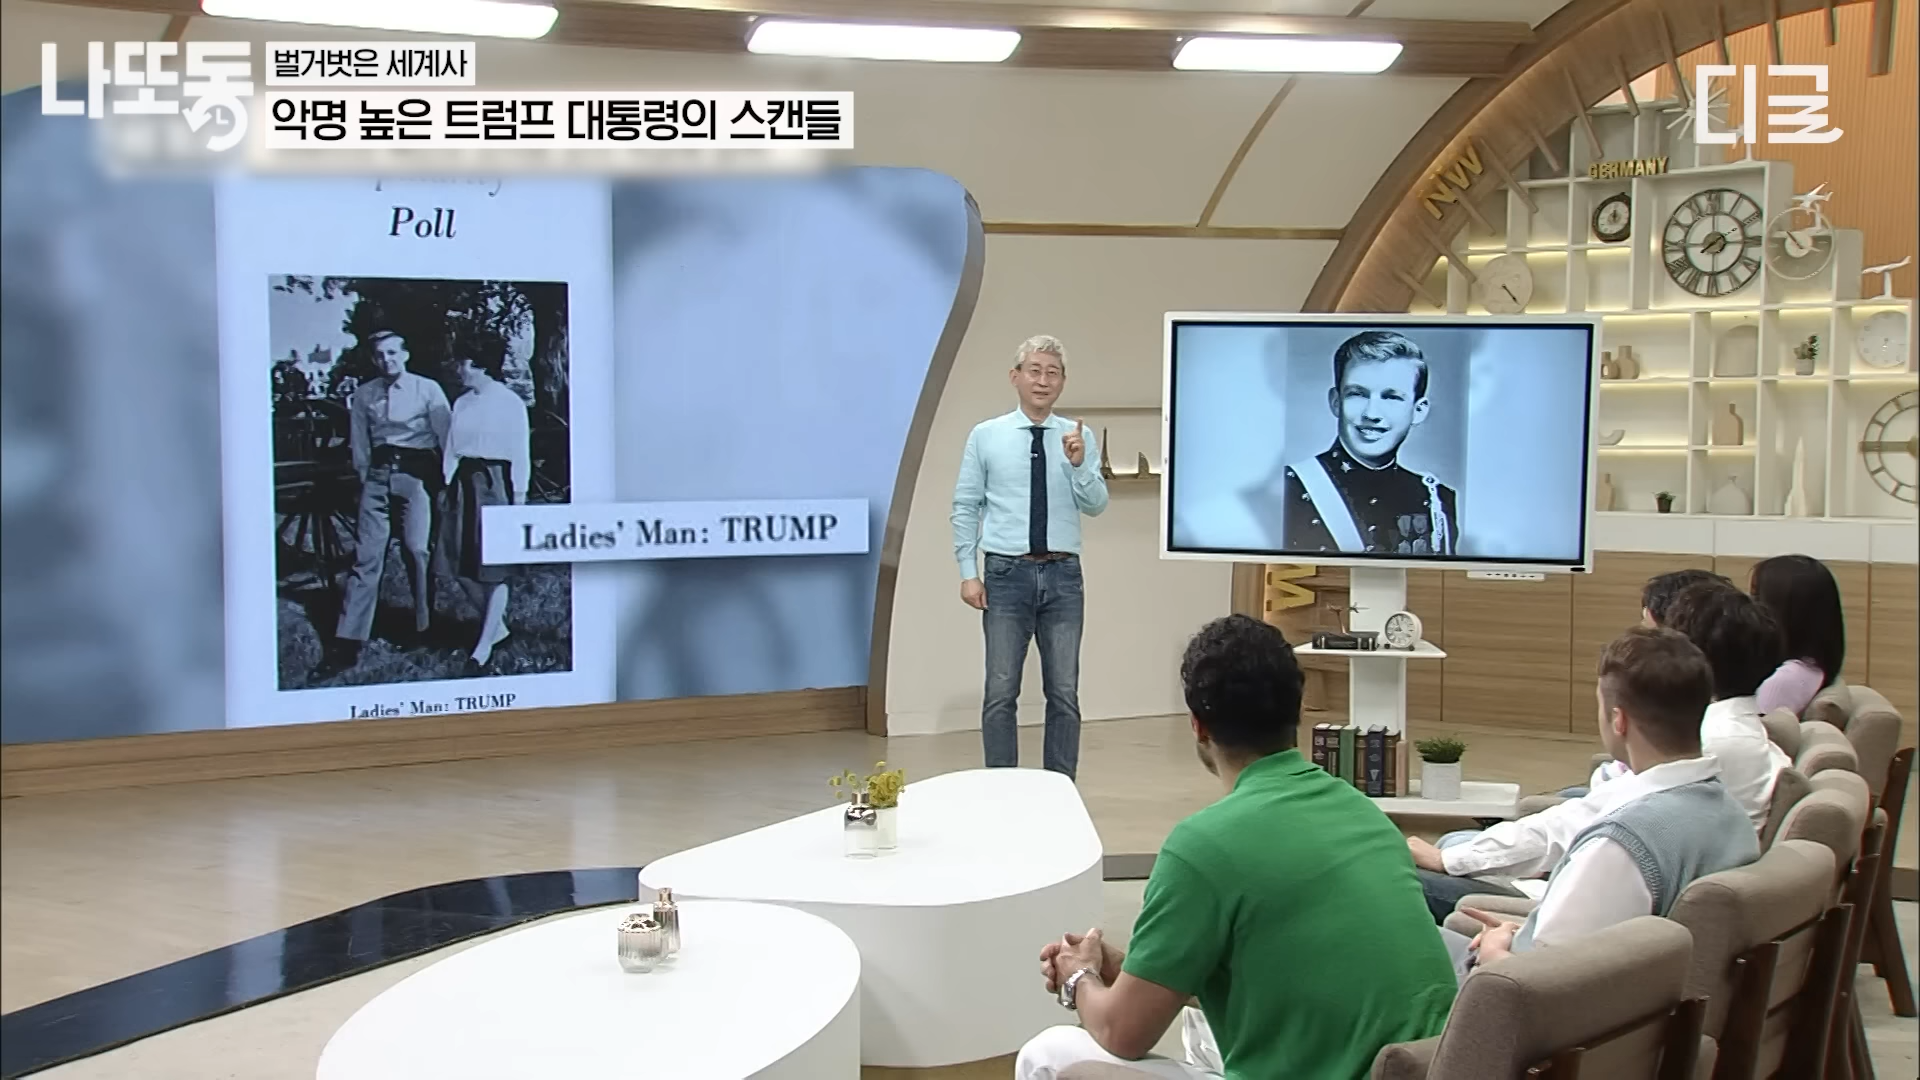 나또동
벌거벗은 세계사
악명 높은 트럼프 대통령의 스캔들
디글
Poll
Ladies' Man: TRUMP
Ladies' Man: TRUMP
NW
GERMANY
W